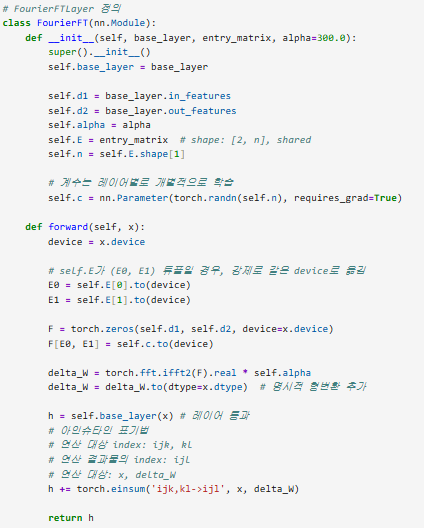 # FourierFTLayer 정의
class FourierFT(nn.Module):
    def __init__(self, base_layer, entry_matrix, alpha=300.0):
        super().__init__()
        self.base_layer = base_layer

        self.d1 = base_layer.in_features
        self.d2 = base_layer.out_features
        self.alpha = alpha
        self.E = entry_matrix  # shape: [2, n], shared
        self.n = self.E.shape[1]

        # 계수는 레이어별로 개별적으로 학습
        self.c = nn.Parameter(torch.randn(self.n), requires_grad=True)

    def forward(self, x):
        device = x.device

        # self.E가 (E0, E1) 튜플일 경우, 강제로 같은 device로 옮김
        E0 = self.E[0].to(device)
        E1 = self.E[1].to(device)

        F = torch.zeros(self.d1, self.d2, device=x.device)
        F[E0, E1] = self.c.to(device)

        delta_W = torch.fft.ifft2(F).real * self.alpha
        delta_W = delta_W.to(dtype=x.dtype)  # 명시적 형변환 추가

        h = self.base_layer(x) # 레이어 통과
        # 아인슈타인 표기법
        # 연산 대상 index: ijk, kl
        # 연산 결과물의 index: ijl
        # 연산 대상: x, delta_W
        h += torch.einsum('ijk,kl->ijl', x, delta_W)

        return h